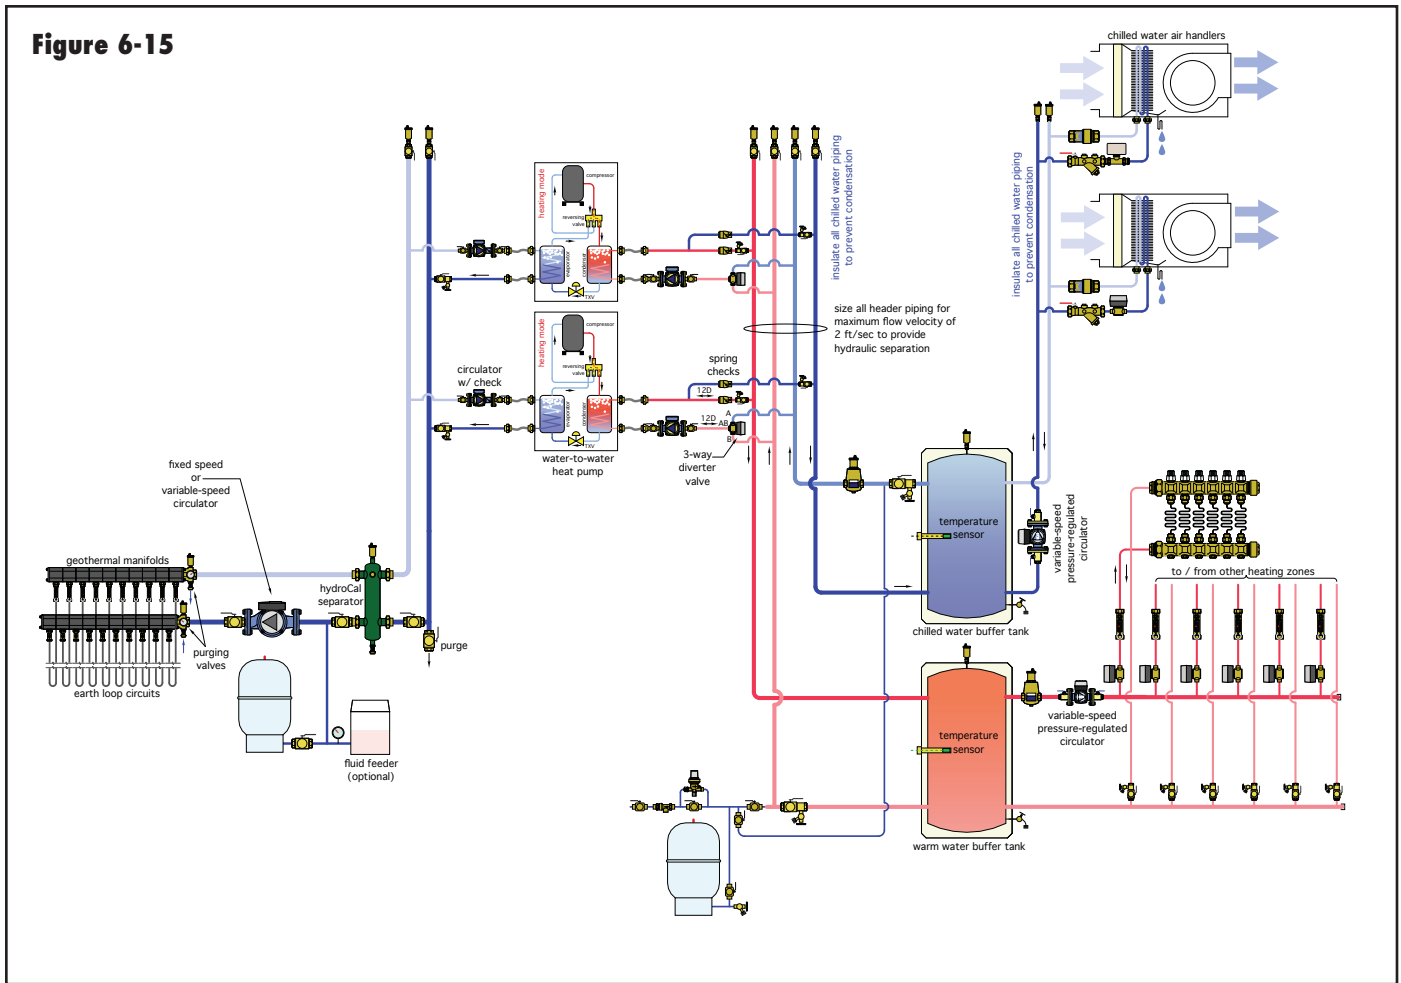 Figure 6-15
chilled water air handlers
insulate all chilled water piping
to prevent condensation
insulate all chilled water piping
to prevent condensation
heating mode
compressor
reversing
valve
evaporator
condenser
TXV
size all header piping for
maximum flow velocity of
2 ft/sec to provide
hydraulic separation
heating mode
compressor
reversing
valve
evaporator
condenser
TXV
circulator
w/ check
spring
checks
12D
12D
A
AB
B
water-to-water
heat pump
3-way
diverter
valve
fixed speed
or
variable-speed
circulator
geothermal manifolds
hydroCal
separator
purging
valves
purge
earth loop circuits
fluid feeder
(optional)
temperature
sensor
variable-speed
pressure-regulated
circulator
chilled water buffer tank
to / from other heating zones
temperature
sensor
variable-speed
pressure-regulated
circulator
warm water buffer tank